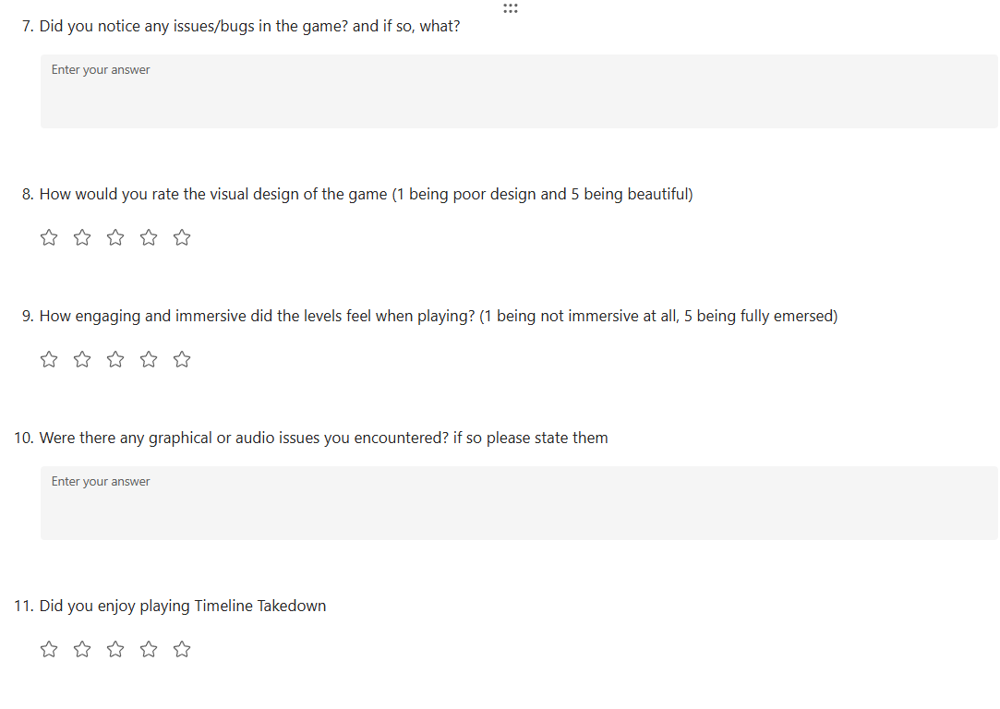 7. Did you notice any issues/bugs in the game? and if so, what?
Enter your answer
8. How would you rate the visual design of the game (1 being poor design and 5 being beautiful)
9. How engaging and immersive did the levels feel when playing? (1 being not immersive at all, 5 being fully emersed)
10. Were there any graphical or audio issues you encountered? if so please state them
Enter your answer
11. Did you enjoy playing Timeline Takedown